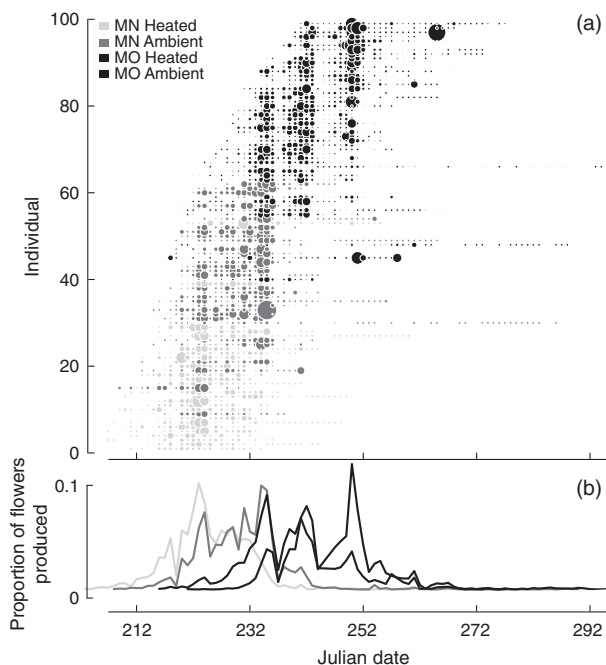 (a)
MN Heated
MN Ambient
MO Heated
MO Ambient
100
80
60
40
20
0
Individual
(b)
0.1
0
Proportion of flowers
produced
212
232
252
272
292
Julian date